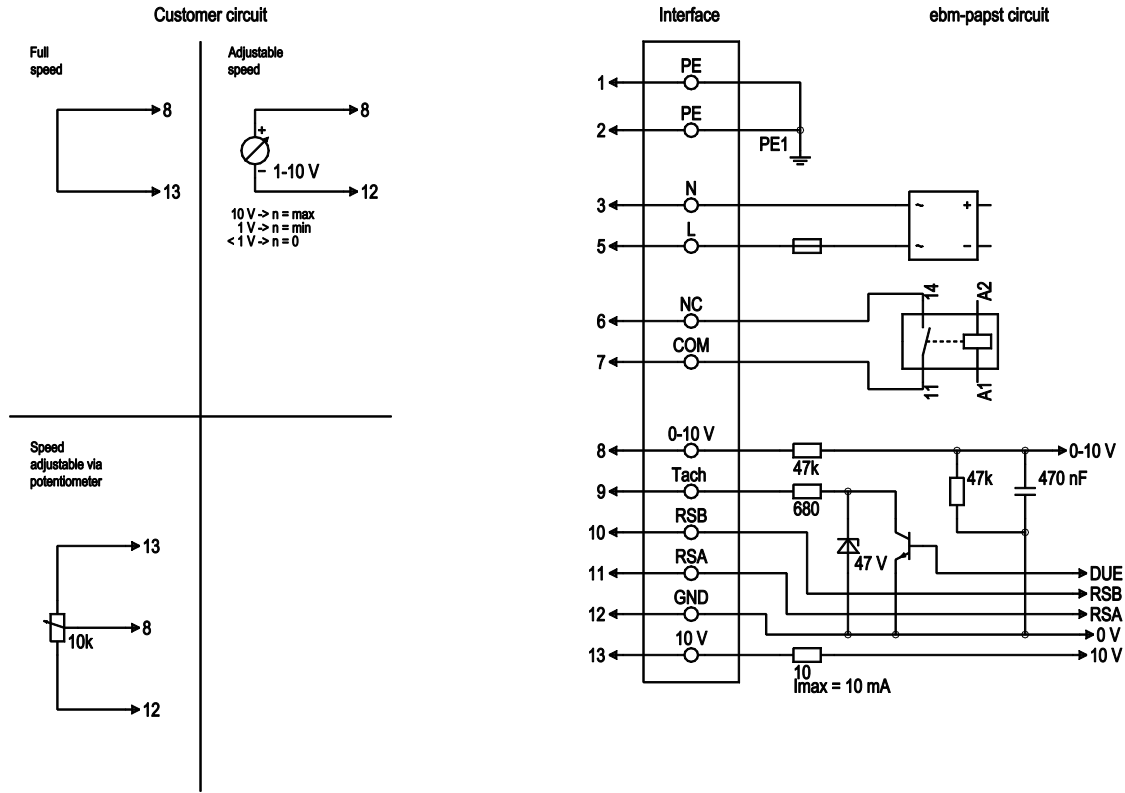 Customer circuit
Interface
ebm-papst circuit
Full
speed
8
13
Adjustable
speed
8
+
− 1-10 V
12
10 V -> n = max
1 V -> n = min
< 1 V -> n = 0
Speed
adjustable via
potentiometer
13
8
10k
12
1 PE
2 PE
PE1
3 N ~ +
5 L ~ −
6 NC 14 A2
7 COM 11 A1
8 0-10 V 47k 0-10 V
47k 470 nF
9 Tach 680
10 RSB
47 V
11 RSA DUE
RSB
12 GND RSA
0 V
13 10 V 10 10 V
Imax = 10 mA